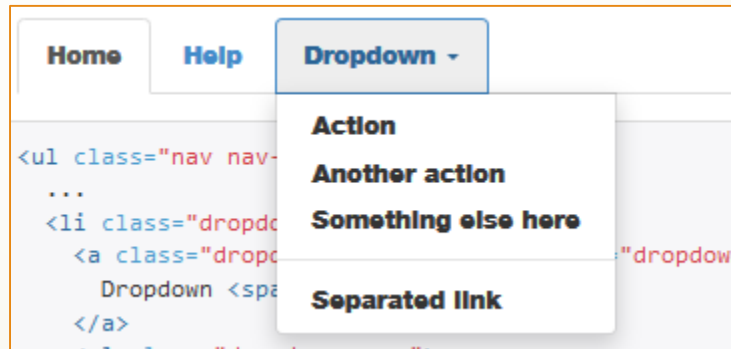 Home Help Dropdown
Action
Another action
Something else here
Separated link
<ul class="nav nav-
...
<li class="dropdo
<a class="dropd ="dropdow
Dropdown <spa
</a>